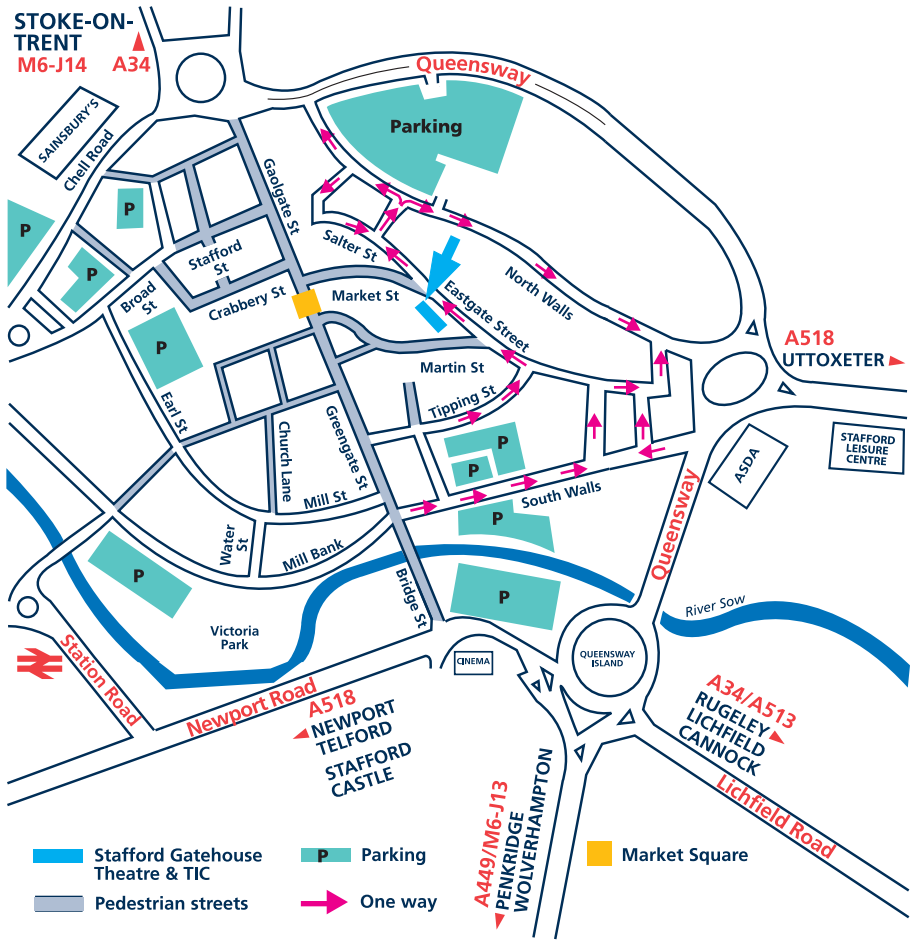 STOKE-ON-
TRENT
M6-J14 A34
Queensway
SAINSBURY'S
Chell Road
Parking
P
P
P
Gaolgate St
Salter St
Stafford
St
Broad
St
Crabbery St
Market St
North Walls
Eastgate Street
A518
UTTOXETER
P
Martin St
Tipping St
Earl St
Church Lane
Greengate St
P
P
ASDA
STAFFORD
LEISURE
CENTRE
Mill St
South Walls
P
Water
St
Mill Bank
Queensway
P
Bridge St
P
River Sow
Victoria
Park
Station Road
CINEMA
QUEENSWAY
ISLAND
Newport Road
A518
NEWPORT
TELFORD
STAFFORD
CASTLE
A34/A513
RUGELEY
LICHFIELD
CANNOCK
Lichfield Road
A449/M6-J13
PENKRIDGE
WOLVERHAMPTON
Stafford Gatehouse
Theatre & TIC
P Parking
Market Square
Pedestrian streets
One way